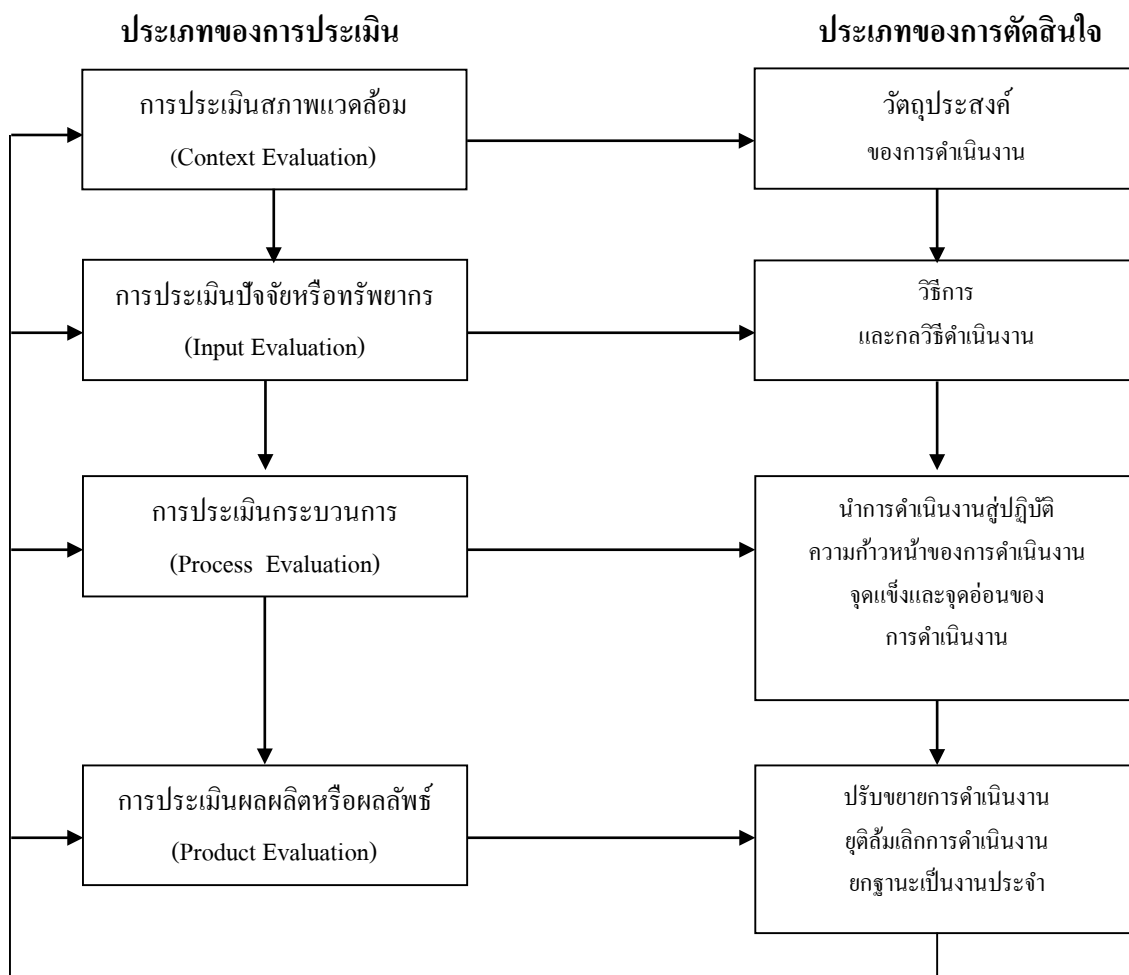 ประเภทของการประเมิน
ประเภทของการตัดสินใจ
การประเมินสภาพแวดล้อม
(Context Evaluation)
วัตถุประสงค์
ของการดำเนินงาน
การประเมินปัจจัยหรือทรัพยากร
(Input Evaluation)
วิธีการ
และกลวิธีดำเนินงาน
การประเมินกระบวนการ
(Process Evaluation)
นำการดำเนินงานสู่ปฏิบัติ
ความก้าวหน้าของการดำเนินงาน
จุดแข็งและจุดอ่อนของ
การดำเนินงาน
การประเมินผลผลิตหรือผลลัพธ์
(Product Evaluation)
ปรับขยายการดำเนินงาน
ยุติล้มเลิกการดำเนินงาน
ยกฐานะเป็นงานประจำ